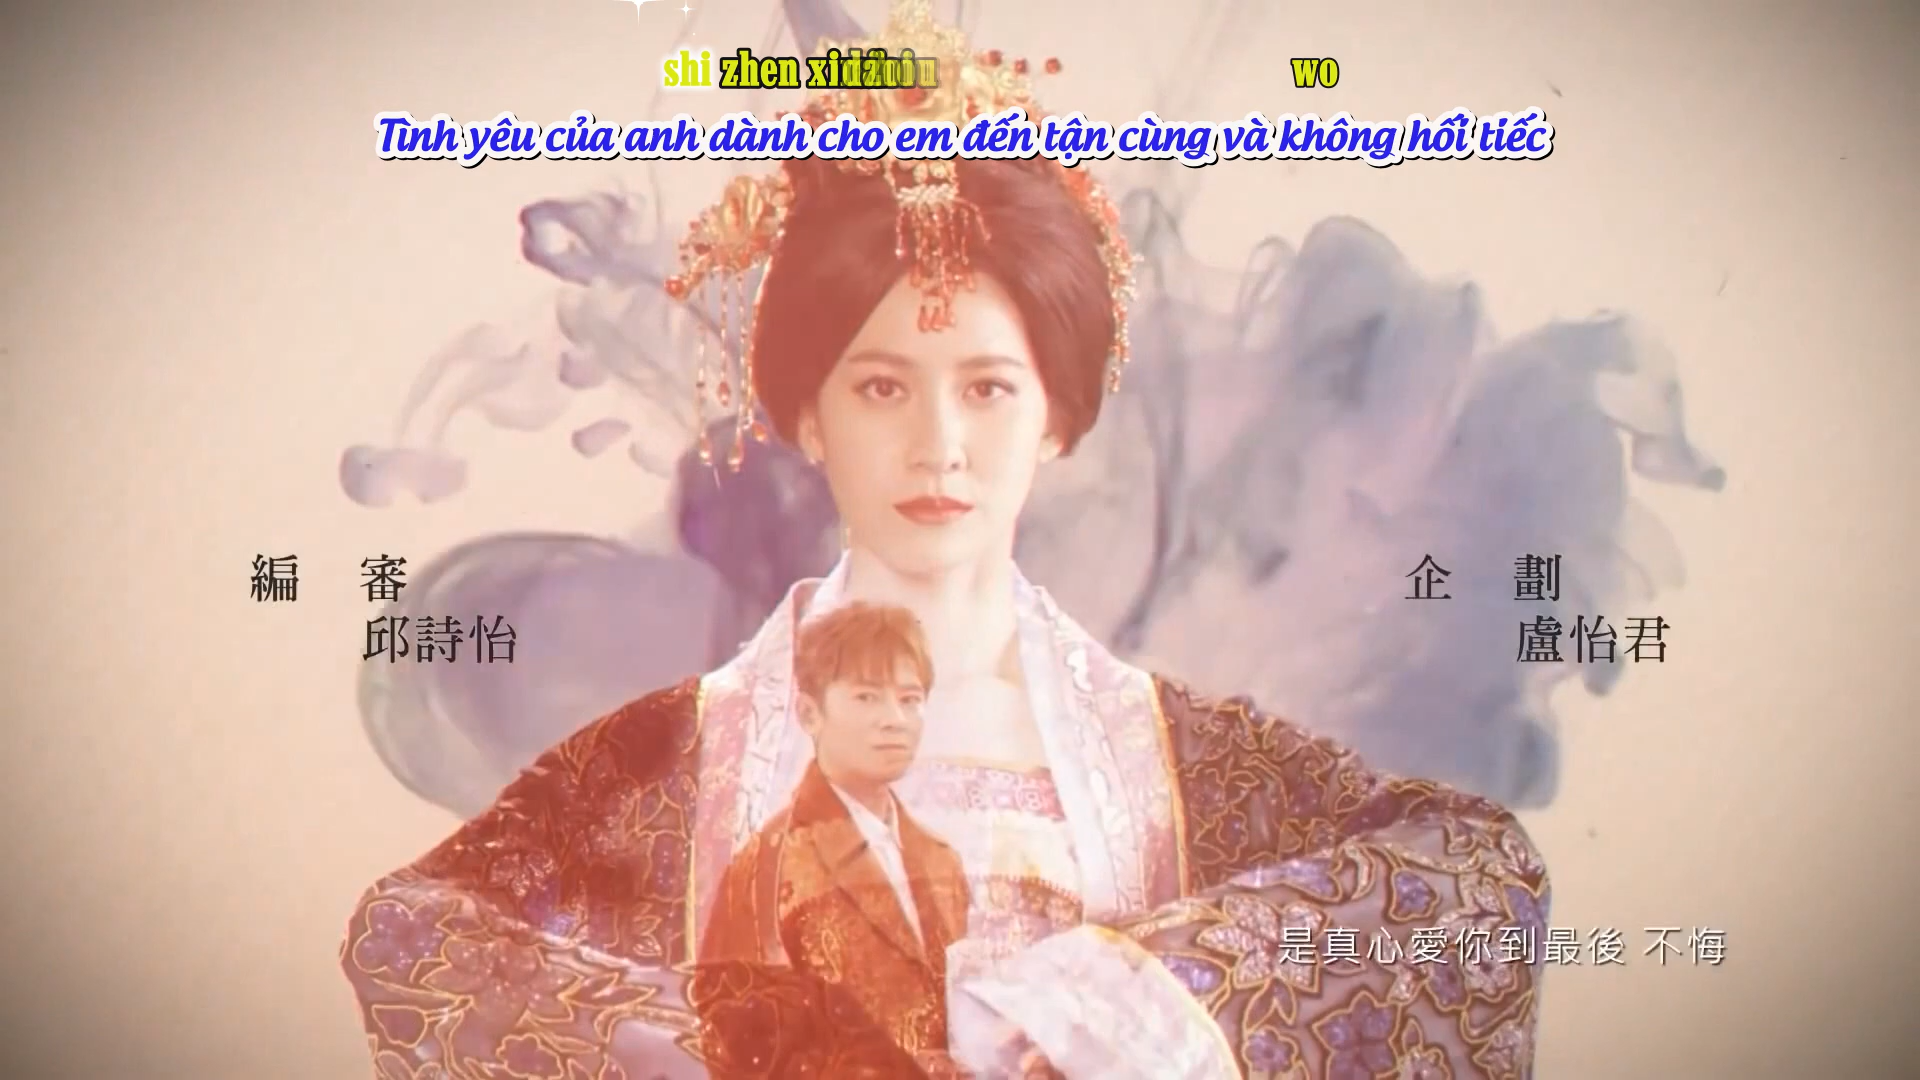 shi zhen xin wo
Tình yêu của anh dành cho em đến tận cùng và không hối tiếc
編 審
邱詩怡
企 劃
盧怡君
是真心愛你到最後 不悔